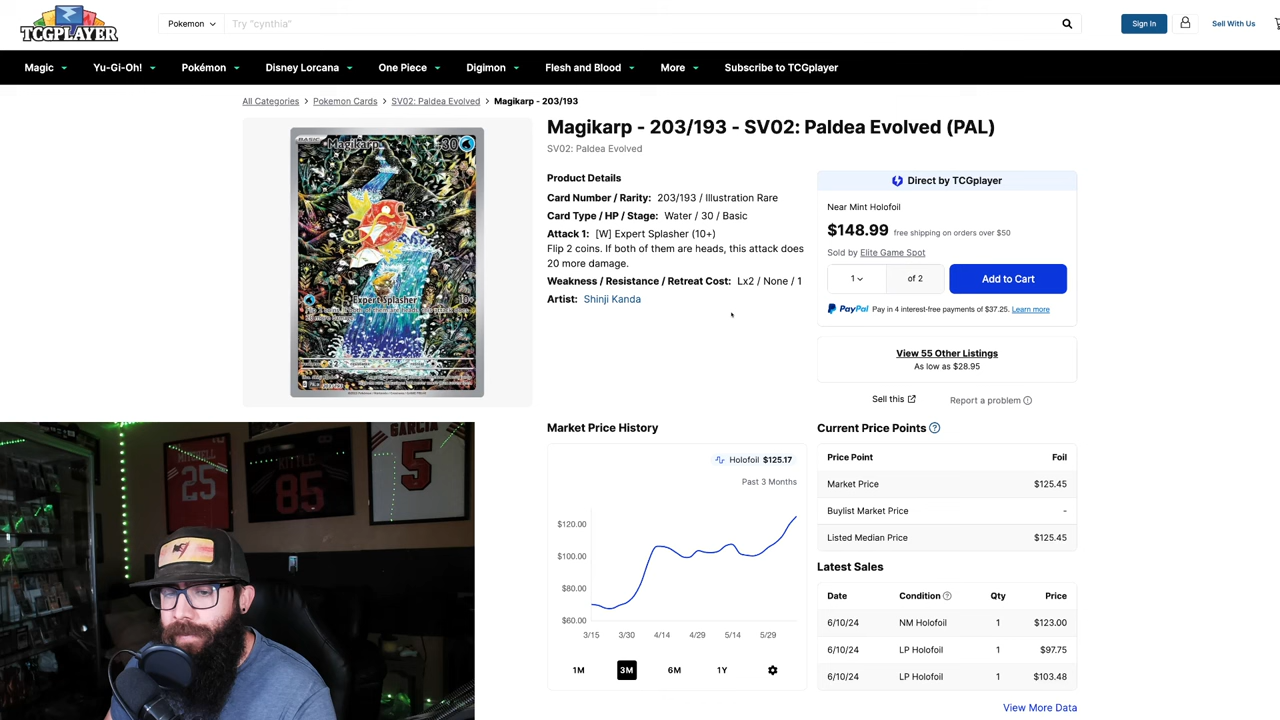 TCGPLAYER
Pokemon
Try "cynthia"
Sign In
Sell With Us
Magic
Yu-Gi-Oh!
Pokémon
Disney Lorcana
One Piece
Digimon
Flesh and Blood
More
Subscribe to TCGplayer
All Categories > Pokemon Cards > SV02: Paldea Evolved > Magikarp - 203/193
BASIC
Magikarp
30
Expert Splasher
10+
Magikarp - 203/193 - SV02: Paldea Evolved (PAL)
SV02: Paldea Evolved
Product Details
Card Number / Rarity: 203/193 / Illustration Rare
Card Type / HP / Stage: Water / 30 / Basic
Attack 1: [W] Expert Splasher (10+)
Flip 2 coins. If both of them are heads, this attack does
20 more damage.
Weakness / Resistance / Retreat Cost: Lx2 / None / 1
Artist: Shinji Kanda
Direct by TCGplayer
Near Mint Holofoil
$148.99 free shipping on orders over $50
Sold by Elite Game Spot
1 of 2
Add to Cart
PayPal Pay in 4 interest-free payments of $37.25. Learn more
View 55 Other Listings
As low as $28.95
Sell this
Report a problem
Market Price History
Holofoil $125.17
Past 3 Months
$120.00
$100.00
$80.00
$60.00
3/15 3/30 4/14 4/29 5/14 5/29
1M 3M 6M 1Y
Current Price Points
Price Point Foil
Market Price $125.45
Buylist Market Price -
Listed Median Price $125.45
Latest Sales
Date Condition Qty Price
6/10/24 NM Holofoil 1 $123.00
6/10/24 LP Holofoil 1 $97.75
6/10/24 LP Holofoil 1 $103.48
View More Data
MITCHELL
25
KITTLE
85
GARCIA
5